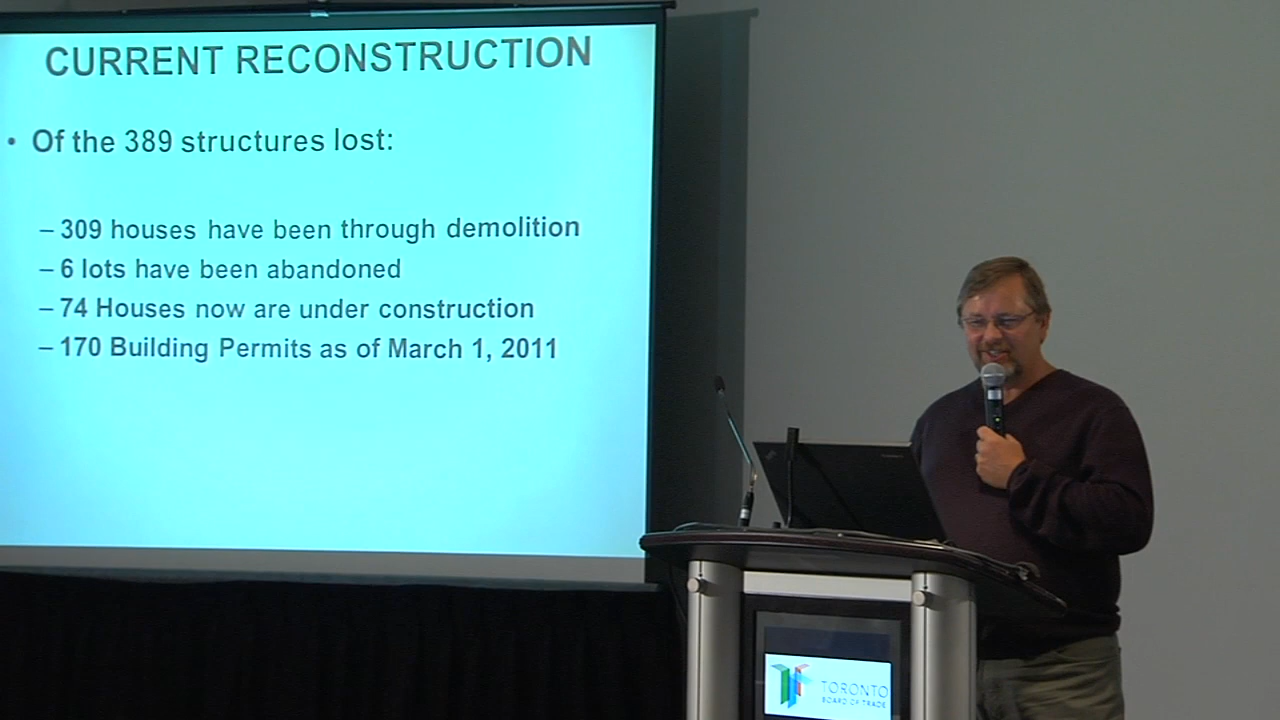 CURRENT RECONSTRUCTION
• Of the 389 structures lost:
– 309 houses have been through demolition
– 6 lots have been abandoned
– 74 Houses now are under construction
– 170 Building Permits as of March 1, 2011
TORONTO
BOARD OF TRADE